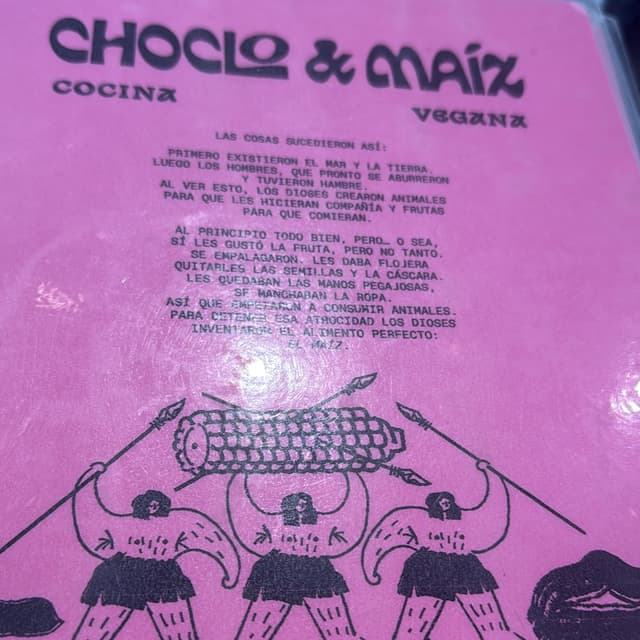 CHOCLO & MAÍZ
COCINA
VEGANA
LAS COSAS SUCEDIERON ASÍ:
PRIMERO EXISTIERON EL MAR Y LA TIERRA.
LUEGO LOS HOMBRES, QUE PRONTO SE ABURRIERON
Y TUVIERON HAMBRE.
AL VER ESTO, LOS DIOSES CREARON ANIMALES
PARA QUE LES HICIERAN COMPAÑÍA Y FRUTAS
PARA QUE COMIERAN.
AL PRINCIPIO TODO BIEN, PERO… O SEA,
SÍ LES GUSTÓ LA FRUTA, PERO NO TANTO.
SE EMPALAGARON. LES DABA FLOJERA
QUITARLES LAS SEMILLAS Y LA CÁSCARA.
LES QUEDABAN LAS MANOS PEGAJOSAS,
SE MANCHABAN LA ROPA.
ASÍ QUE EMPEZARON A CONSUMIR ANIMALES.
PARA DETENER ESA ATROCIDAD LOS DIOSES
INVENTARON EL ALIMENTO PERFECTO:
EL MAÍZ.